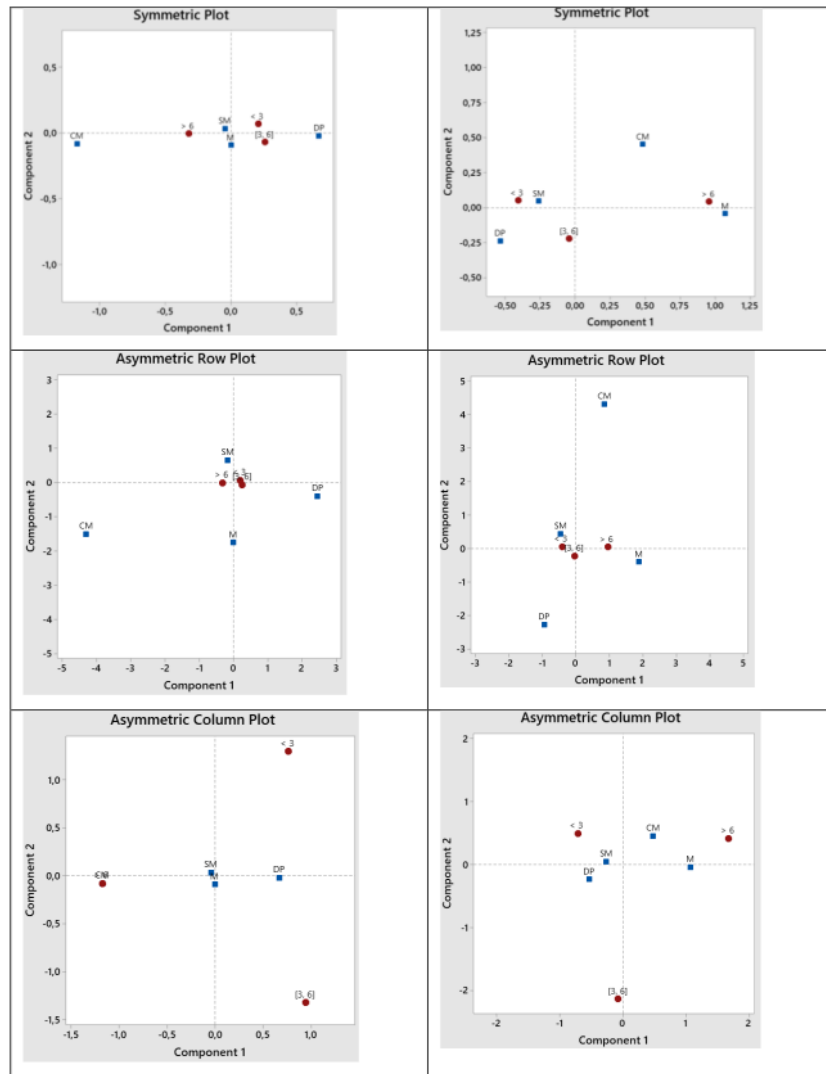 Symmetric Plot
0,5
0,0
-0,5
-1,0
Component 2
CM
> 6
SM
< 3
M
[3, 6]
DP
-1,0
-0,5
0,0
0,5
Component 1
Symmetric Plot
1,25
1,00
0,75
0,50
0,25
0,00
-0,25
-0,50
Component 2
CM
< 3
SM
> 6
M
DP
[3, 6]
-0,50
-0,25
0,00
0,25
0,50
0,75
1,00
1,25
Component 1
Asymmetric Row Plot
3
2
1
0
-1
-2
-3
-4
-5
Component 2
SM
> 6
[3, 6]
DP
CM
M
-5
-4
-3
-2
-1
0
1
2
3
Component 1
Asymmetric Row Plot
5
4
3
2
1
0
-1
-2
-3
Component 2
CM
SM
< 3
[3, 6]
> 6
M
DP
-3
-2
-1
0
1
2
3
4
5
Component 1
Asymmetric Column Plot
1,0
0,5
0,0
-0,5
-1,0
-1,5
Component 2
< 3
SM
M
DP
[3, 6]
-1,5
-1,0
-0,5
0,0
0,5
1,0
Component 1
Asymmetric Column Plot
2
1
0
-1
-2
Component 2
< 3
CM
> 6
SM
M
DP
[3, 6]
-2
-1
0
1
2
Component 1